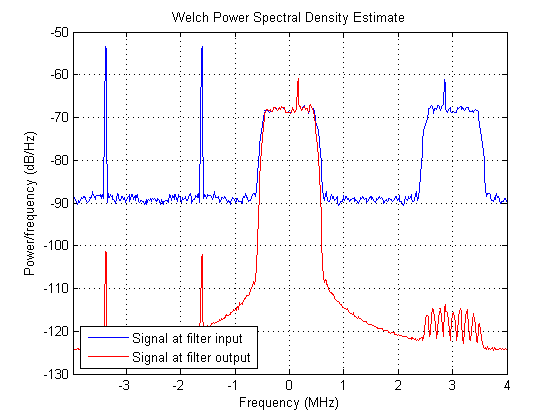 Welch Power Spectral Density Estimate
Power/frequency (dB/Hz)
-50
-60
-70
-80
-90
-100
-110
-120
-130
Signal at filter input
Signal at filter output
-3 -2 -1 0 1 2 3 4
Frequency (MHz)